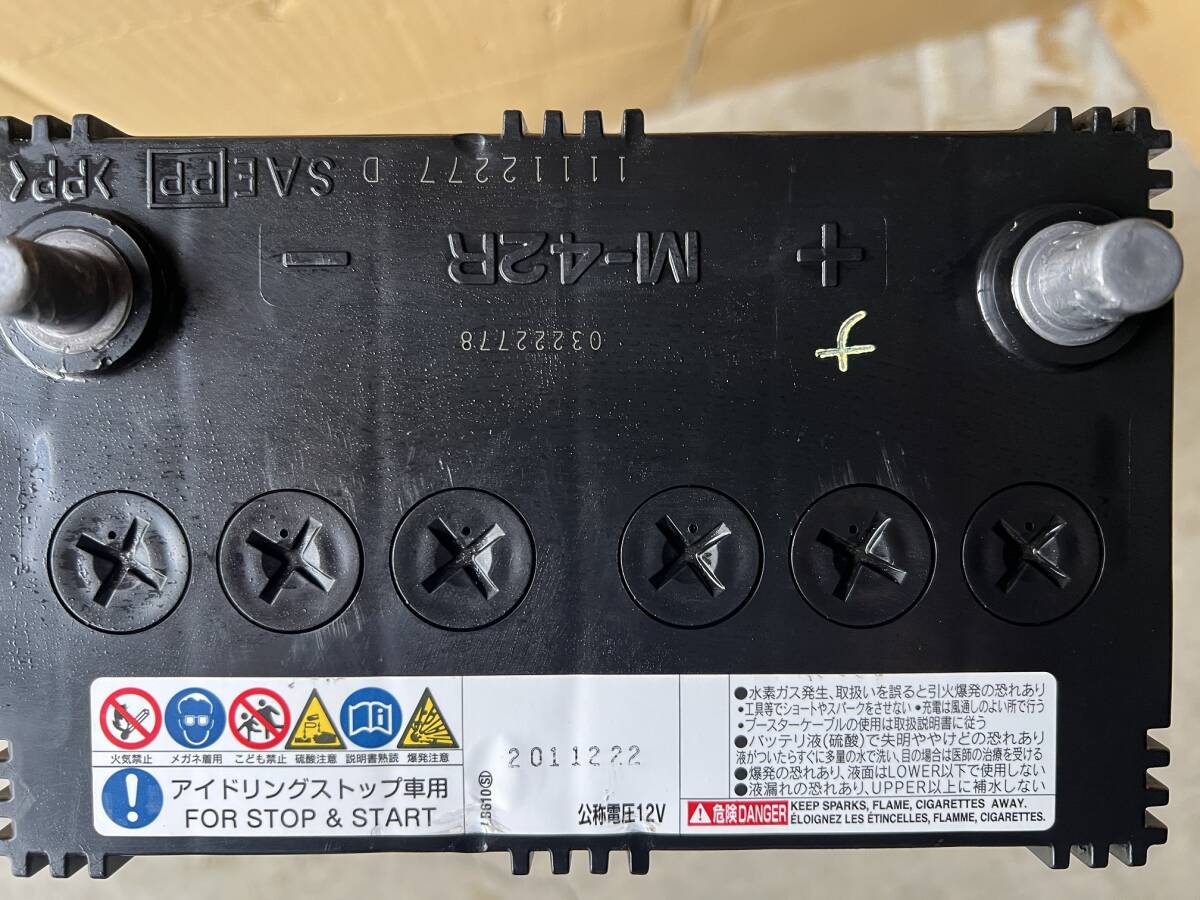 11112277 D SAE PP >PP<
+ M-42R -
03222778
f
火気禁止 メガネ着用 こども禁止 硫酸注意 説明書熟読 爆発注意
アイドリングストップ車用
FOR STOP & START
2011222
公称電圧12V
●水素ガス発生、取扱いを誤ると引火爆発の恐れあり
・工具等でショートやスパークをさせない ●充電は風通しのよい所で行う
・ブースターケーブルの使用は取扱説明書に従う
●バッテリ液(硫酸)で失明ややけどの恐れあり
液がついたらすぐに多量の水で洗い、目の場合は医師の治療を受ける
●爆発の恐れあり、液面はLOWER以下で使用しない
●液漏れの恐れあり、UPPER以上に補水しない
危険DANGER KEEP SPARKS, FLAME, CIGARETTES AWAY.
ÉLOIGNEZ LES ÉTINCELLES, FLAMME, CIGARETTES.